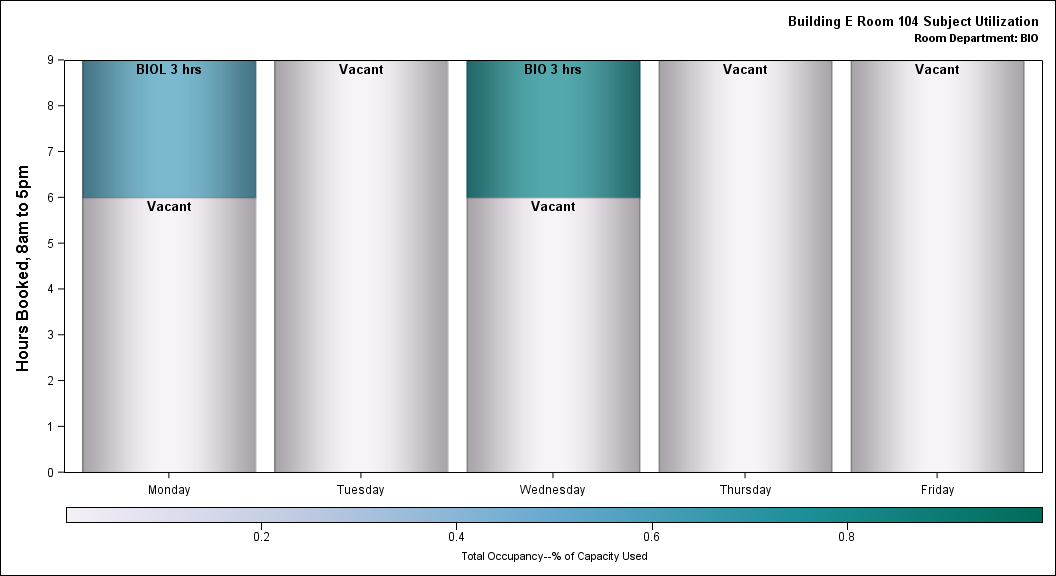 Building E Room 104 Subject Utilization
Room Department: BIO
Hours Booked, 8am to 5pm
9
8
7
6
5
4
3
2
1
0
BIOL 3 hrs
Vacant
Vacant
BIO 3 hrs
Vacant
Vacant
Vacant
Monday
Tuesday
Wednesday
Thursday
Friday
0.2
0.4
0.6
0.8
Total Occupancy--% of Capacity Used